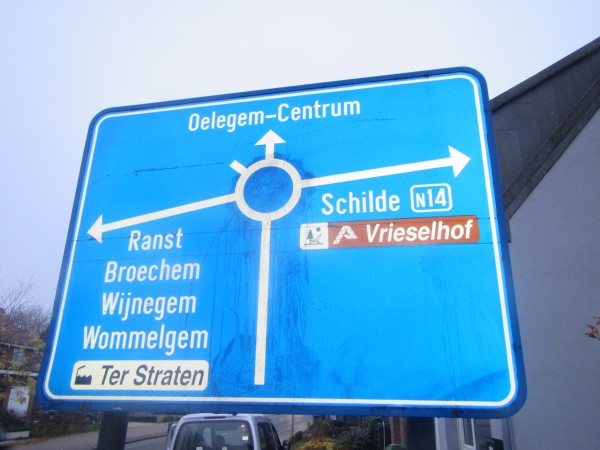 Oelegem-Centrum
Schilde N14
Vrieselhof
Ranst
Broechem
Wijnegem
Wommelgem
Ter Straten